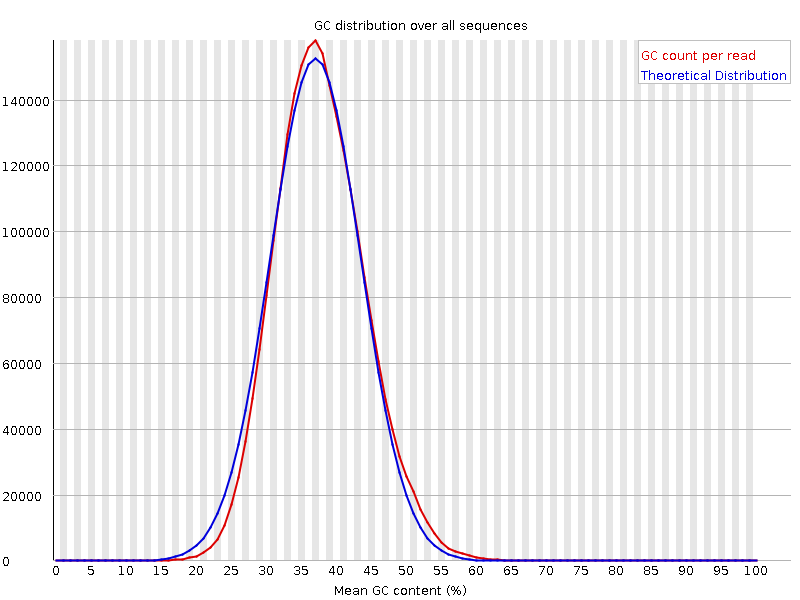 GC distribution over all sequences
GC count per read
Theoretical Distribution
140000
120000
100000
80000
60000
40000
20000
0
0 5 10 15 20 25 30 35 40 45 50 55 60 65 70 75 80 85 90 95 100
Mean GC content (%)